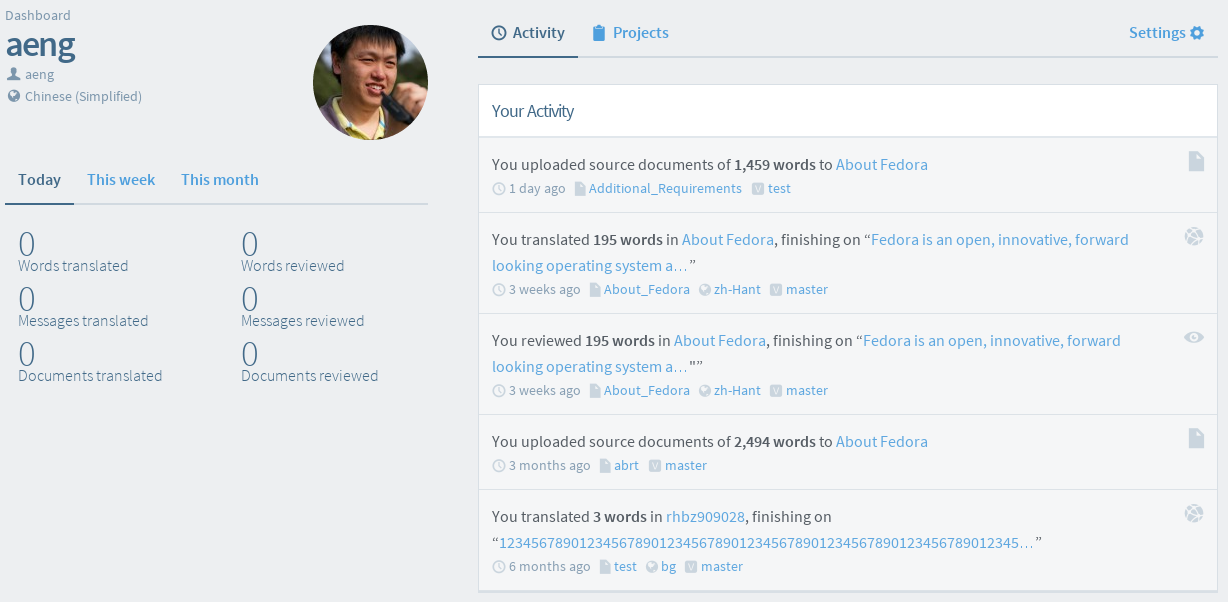 Dashboard
aeng
aeng
Chinese (Simplified)
Today This week This month
0 0
Words translated Words reviewed
0 0
Messages translated Messages reviewed
0 0
Documents translated Documents reviewed
Activity Projects Settings
Your Activity
You uploaded source documents of 1,459 words to About Fedora
1 day ago Additional_Requirements V test
You translated 195 words in About Fedora, finishing on “Fedora is an open, innovative, forward
looking operating system a…”
3 weeks ago About_Fedora zh-Hant V master
You reviewed 195 words in About Fedora, finishing on “Fedora is an open, innovative, forward
looking operating system a…"”
3 weeks ago About_Fedora zh-Hant V master
You uploaded source documents of 2,494 words to About Fedora
3 months ago abrt V master
You translated 3 words in rhbz909028, finishing on
“12345678901234567890123456789012345678901234567890123456789012345…”
6 months ago test bg V master